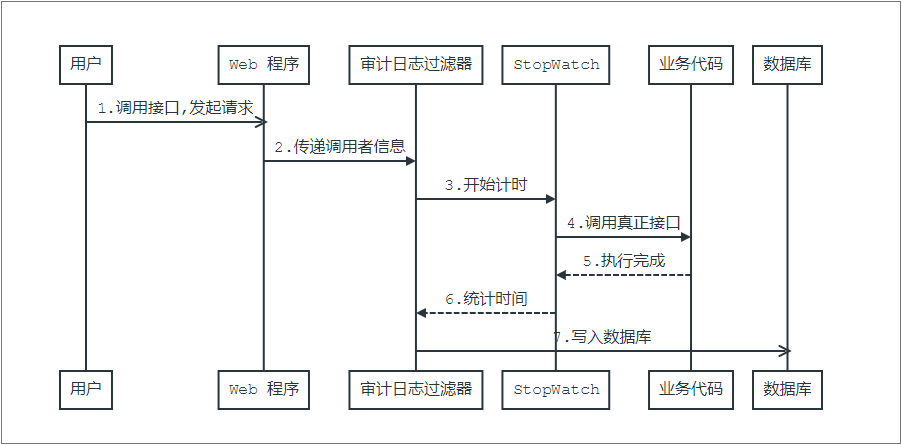 用户
Web 程序
审计日志过滤器
StopWatch
业务代码
数据库
1.调用接口,发起请求
2.传递调用者信息
3.开始计时
4.调用真正接口
5.执行完成
6.统计时间
7.写入数据库
用户
Web 程序
审计日志过滤器
StopWatch
业务代码
数据库